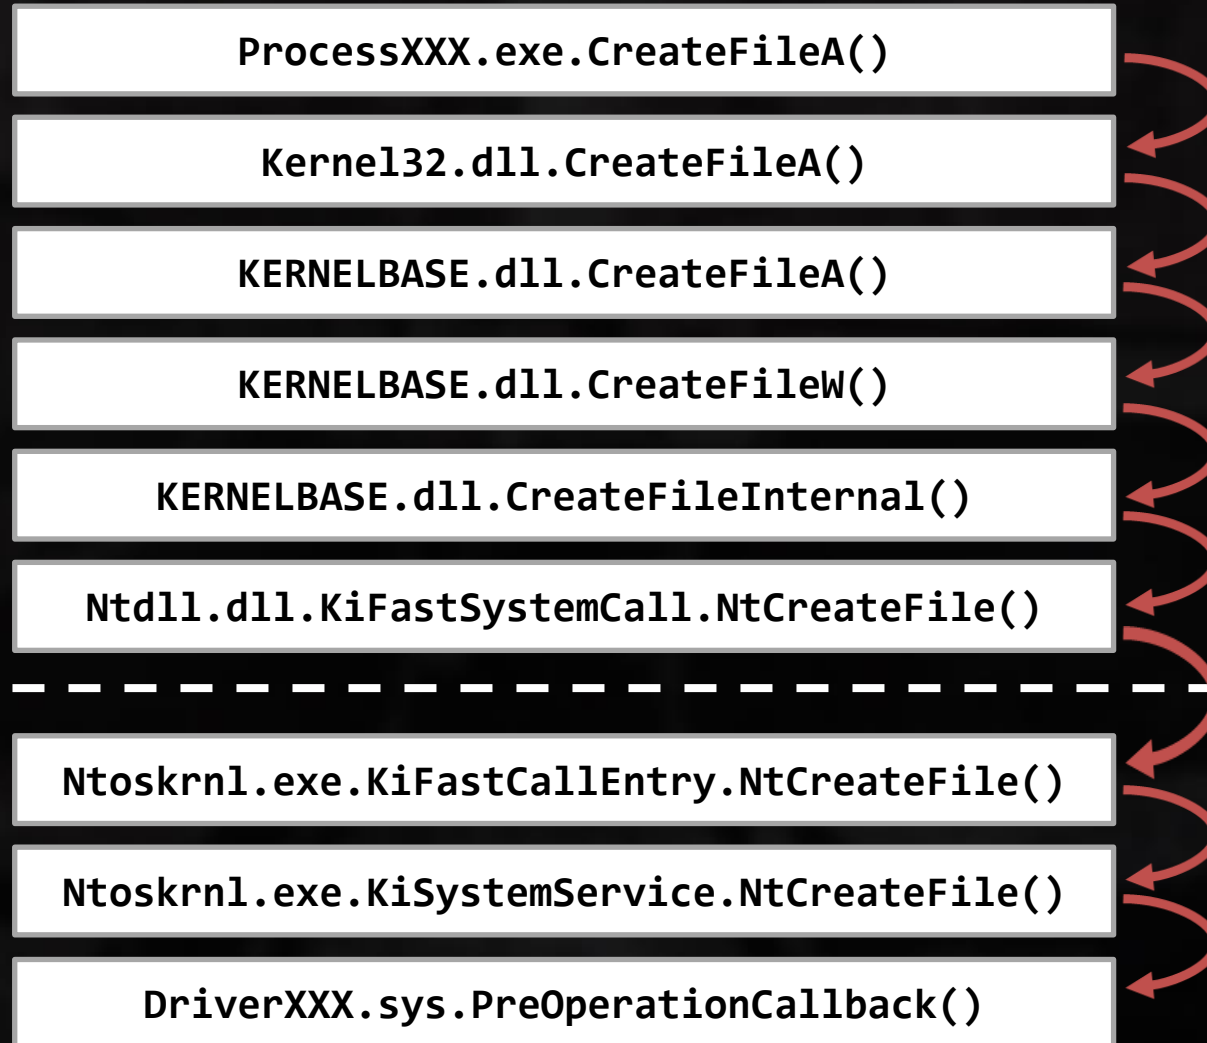 ProcessXXX.exe.CreateFileA()
Kernel32.dll.CreateFileA()
KERNELBASE.dll.CreateFileA()
KERNELBASE.dll.CreateFileW()
KERNELBASE.dll.CreateFileInternal()
Ntdll.dll.KiFastSystemCall.NtCreateFile()
Ntoskrnl.exe.KiFastCallEntry.NtCreateFile()
Ntoskrnl.exe.KiSystemService.NtCreateFile()
DriverXXX.sys.PreOperationCallback()